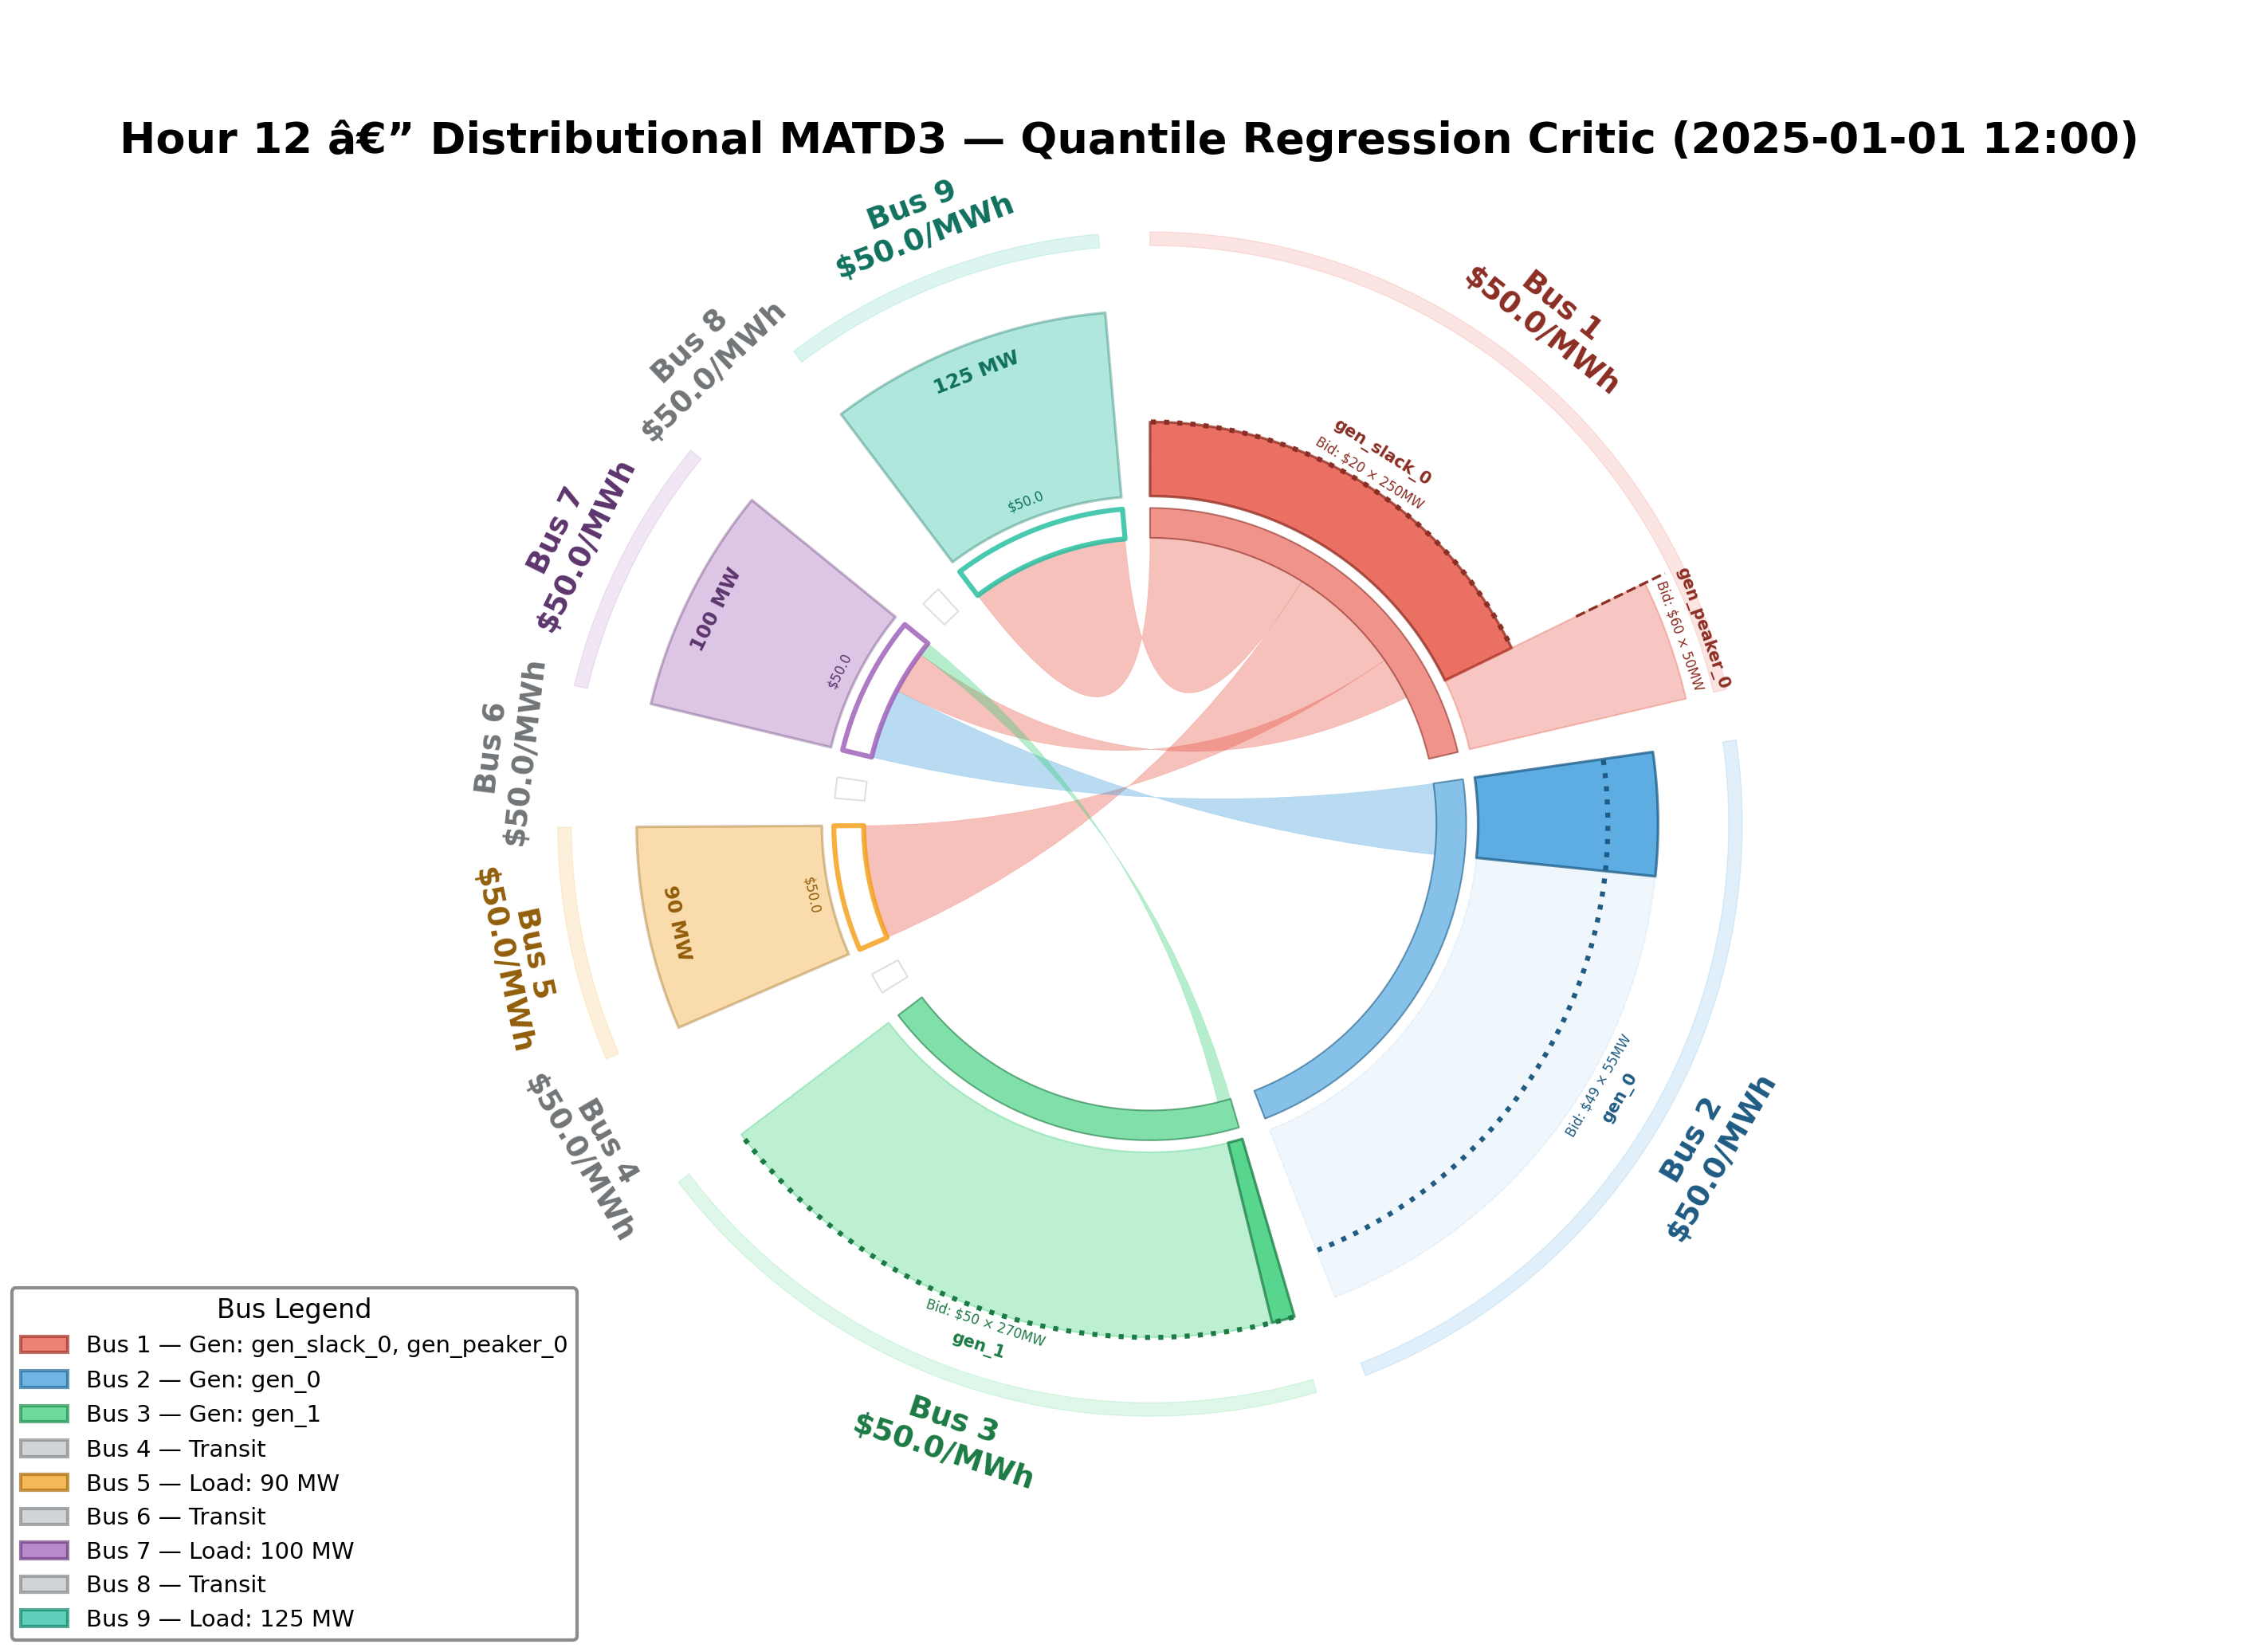 Hour 12 â€” Distributional MATD3 — Quantile Regression Critic (2025-01-01 12:00)
Bus 9
$50.0/MWh
Bus 1
$50.0/MWh
Bus 8
$50.0/MWh
125 MW
$50.0
gen_slack_0
Bid: $20 × 250MW
Bus 7
$50.0/MWh
100 MW
$50.0
gen_peaker_0
Bid: $60 × 50MW
Bus 6
$50.0/MWh
Bus 5
$50.0/MWh
90 MW
$50.0
Bus 4
$50.0/MWh
Bid: $49 × 55MW
gen_0
Bus 2
$50.0/MWh
Bid: $50 × 270MW
gen_1
Bus 3
$50.0/MWh
Bus Legend
Bus 1 — Gen: gen_slack_0, gen_peaker_0
Bus 2 — Gen: gen_0
Bus 3 — Gen: gen_1
Bus 4 — Transit
Bus 5 — Load: 90 MW
Bus 6 — Transit
Bus 7 — Load: 100 MW
Bus 8 — Transit
Bus 9 — Load: 125 MW